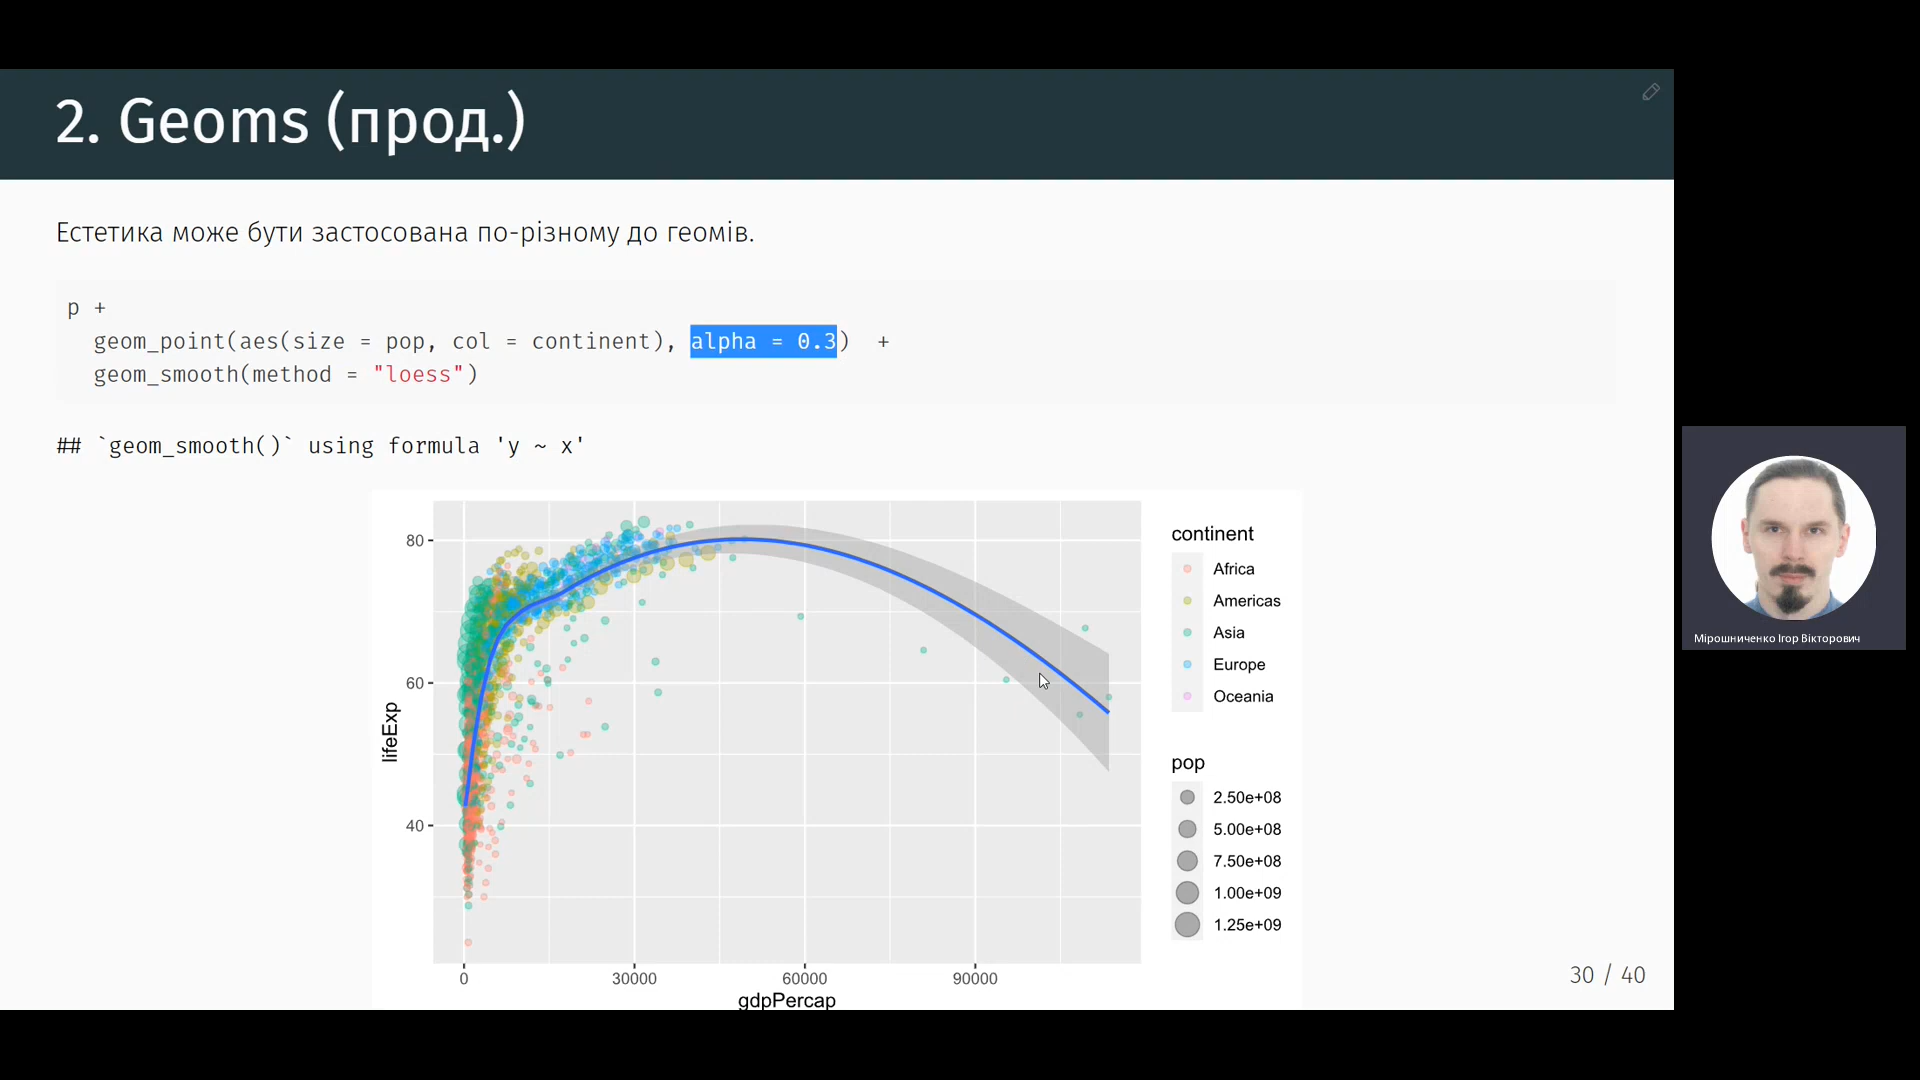 2. Geoms (прод.)
Естетика може бути застосована по-різному до геомів.
p +
geom_point(aes(size = pop, col = continent), alpha = 0.3) +
geom_smooth(method = "loess")
## `geom_smooth()` using formula 'y ~ x'
80
60
40
lifeExp
0
30000
60000
90000
gdpPercap
continent
Africa
Americas
Asia
Europe
Oceania
pop
2.50e+08
5.00e+08
7.50e+08
1.00e+09
1.25e+09
30 / 40
Мірошниченко Ігор Вікторович